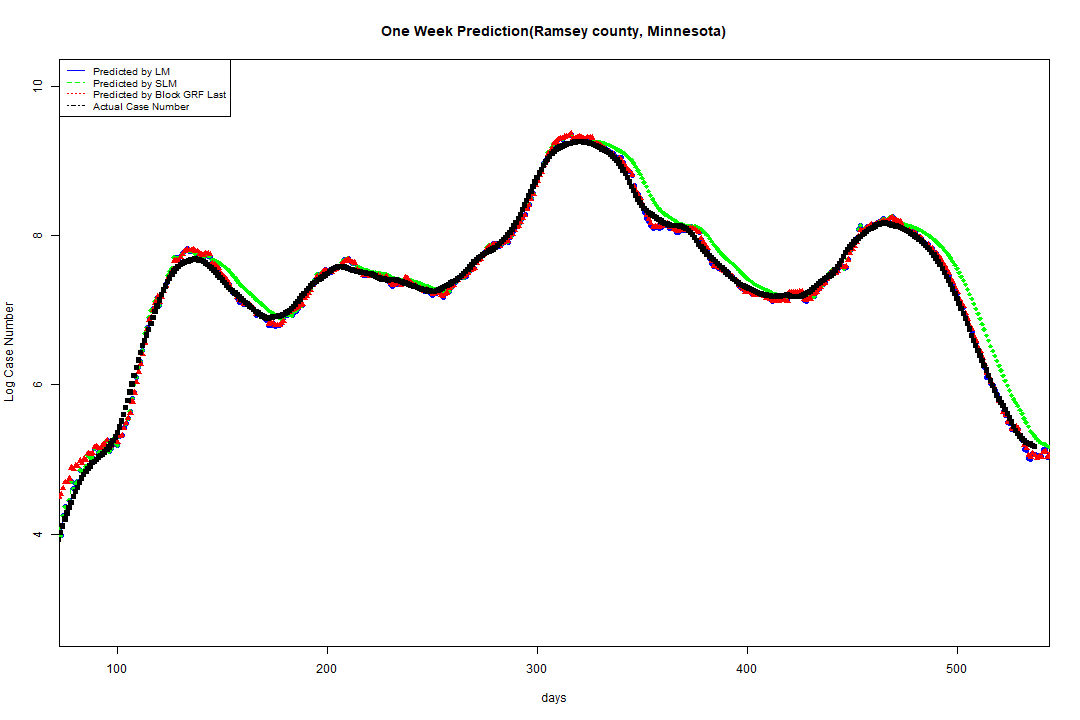 One Week Prediction(Ramsey county, Minnesota)
Predicted by LM
Predicted by SLM
Predicted by Block GRF Last
Actual Case Number
10
8
6
4
Log Case Number
100 200 300 400 500
days